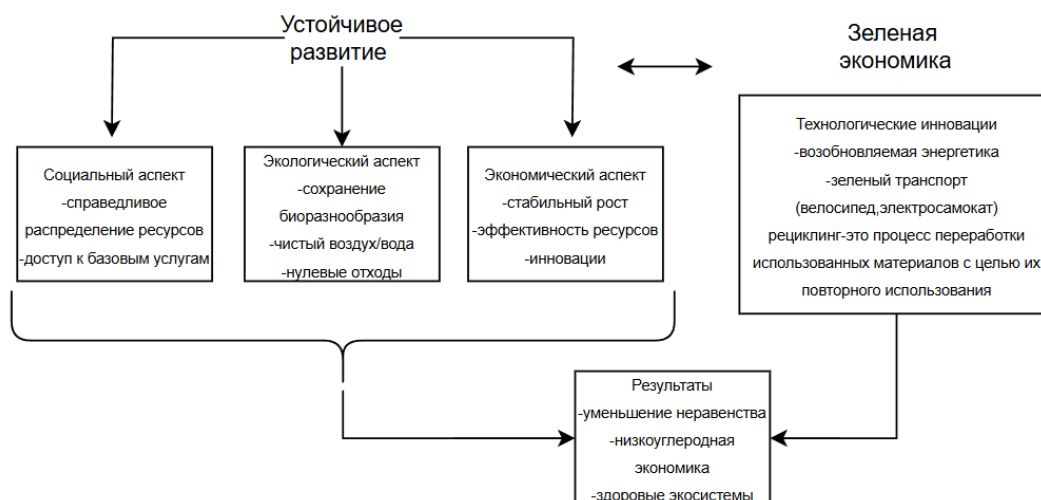 Устойчивое
развитие
Зеленая
экономика
Социальный аспект
-справедливое
распределение ресурсов
-доступ к базовым услугам
Экологический аспект
-сохранение
биоразнообразия
-чистый воздух/вода
-нулевые отходы
Экономический аспект
-стабильный рост
-эффективность ресурсов
-инновации
Технологические инновации
-возобновляемая энергетика
-зеленый транспорт
(велосипед,электросамокат)
рециклинг-это процесс переработки
использованных материалов с целью их
повторного использования
Результаты
-уменьшение неравенства
-низкоуглеродная
экономика
-здоровые экосистемы